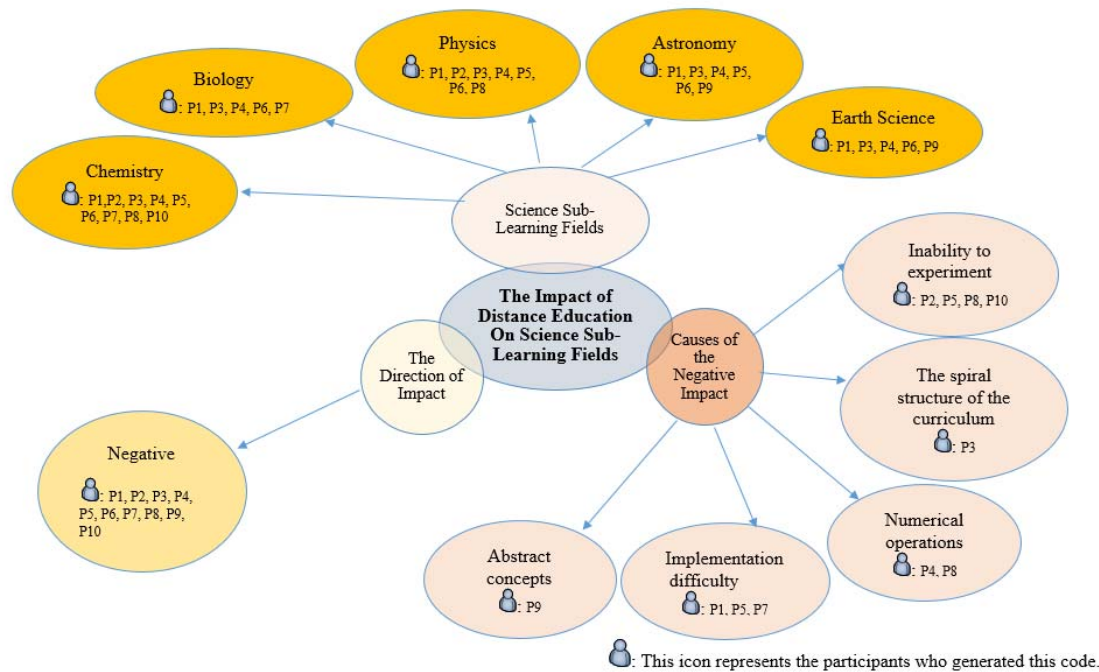 Physics
: P1, P2, P3, P4, P5,
P6, P8
Astronomy
: P1, P3, P4, P5,
P6, P9
Biology
: P1, P3, P4, P6, P7
Earth Science
: P1, P3, P4, P6, P9
Chemistry
: P1,P2, P3, P4, P5,
P6, P7, P8, P10
Science Sub-
Learning Fields
The Impact of
Distance Education
On Science Sub-
Learning Fields
The
Direction of
Impact
Causes of
the
Negative
Impact
Inability to
experiment
: P2, P5, P8, P10
The spiral
structure of the
curriculum
: P3
Negative
: P1, P2, P3, P4,
P5, P6, P7, P8, P9,
P10
Numerical
operations
: P4, P8
Abstract
concepts
: P9
Implementation
difficulty
: P1, P5, P7
: This icon represents the participants who generated this code.